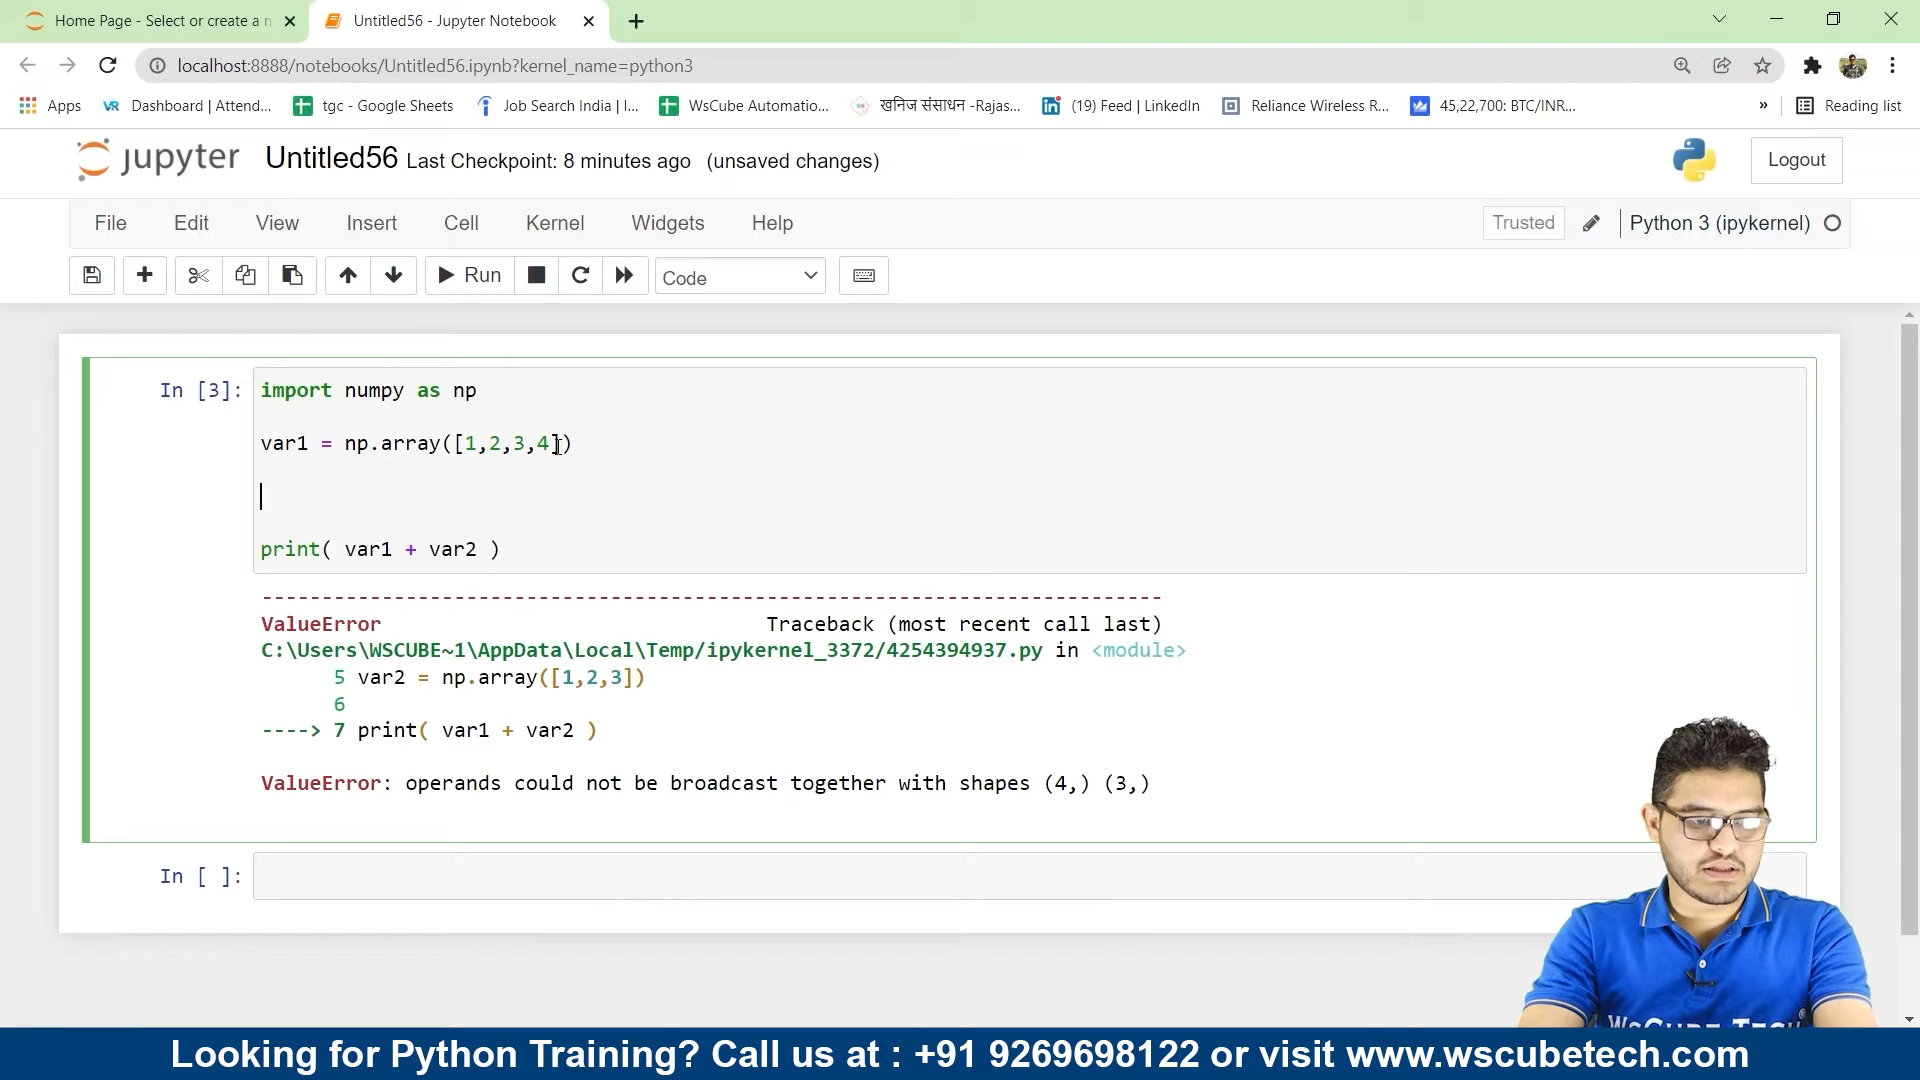 Home Page - Select or create a n
Untitled56 - Jupyter Notebook
localhost:8888/notebooks/Untitled56.ipynb?kernel_name=python3
Apps
VR Dashboard | Attend...
tgc - Google Sheets
Job Search India | I...
WsCube Automatio...
खनिज संसाधन -Rajas...
in (19) Feed | LinkedIn
Reliance Wireless R...
45,22,700: BTC/INR...
»
Reading list
jupyter Untitled56 Last Checkpoint: 8 minutes ago (unsaved changes)
Logout
File Edit View Insert Cell Kernel Widgets Help
Trusted
Python 3 (ipykernel)
Run
Code
In [3]:
import numpy as np
var1 = np.array([1,2,3,4])
print( var1 + var2 )
---------------------------------------------------------------------------
ValueError Traceback (most recent call last)
C:\Users\WSCUBE~1\AppData\Local\Temp/ipykernel_3372/4254394937.py in <module>
5 var2 = np.array([1,2,3])
6
----> 7 print( var1 + var2 )
ValueError: operands could not be broadcast together with shapes (4,) (3,)
In [ ]:
WSCUBE TECH
Looking for Python Training? Call us at : +91 9269698122 or visit www.wscubetech.com